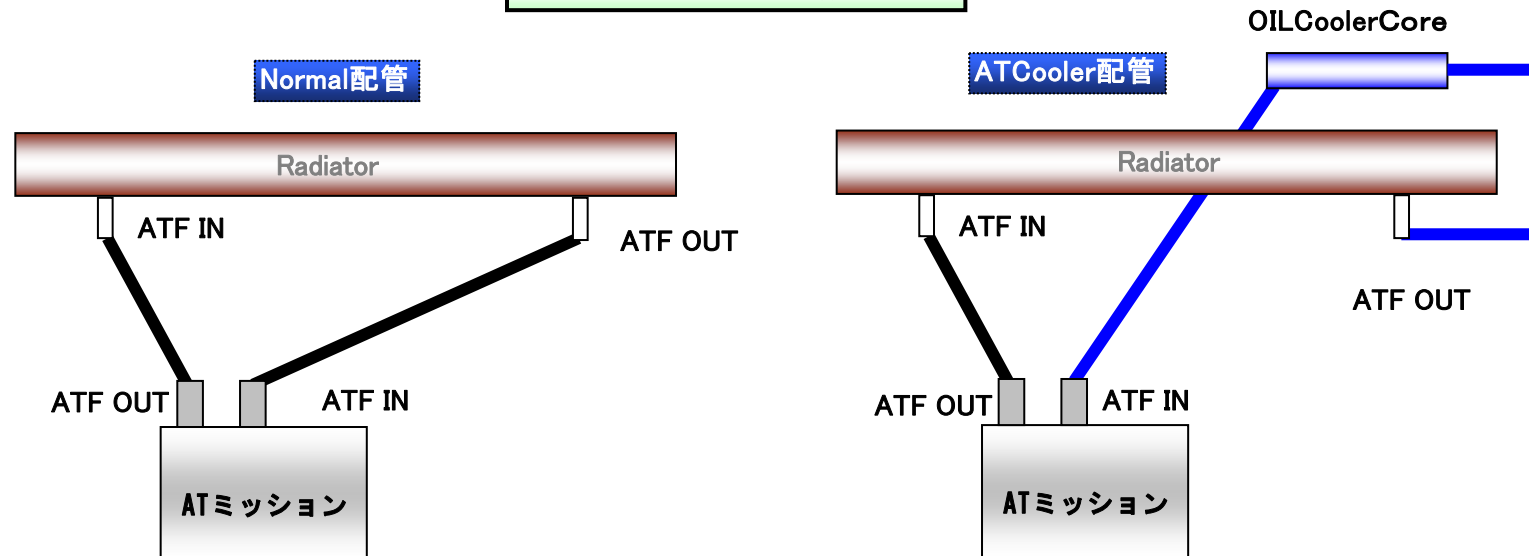 Normal配管
Radiator
ATF IN
ATF OUT
ATF OUT
ATF IN
ATミッション
OILCoolerCore
ATCooler配管
Radiator
ATF IN
ATF OUT
ATF OUT
ATF IN
ATミッション